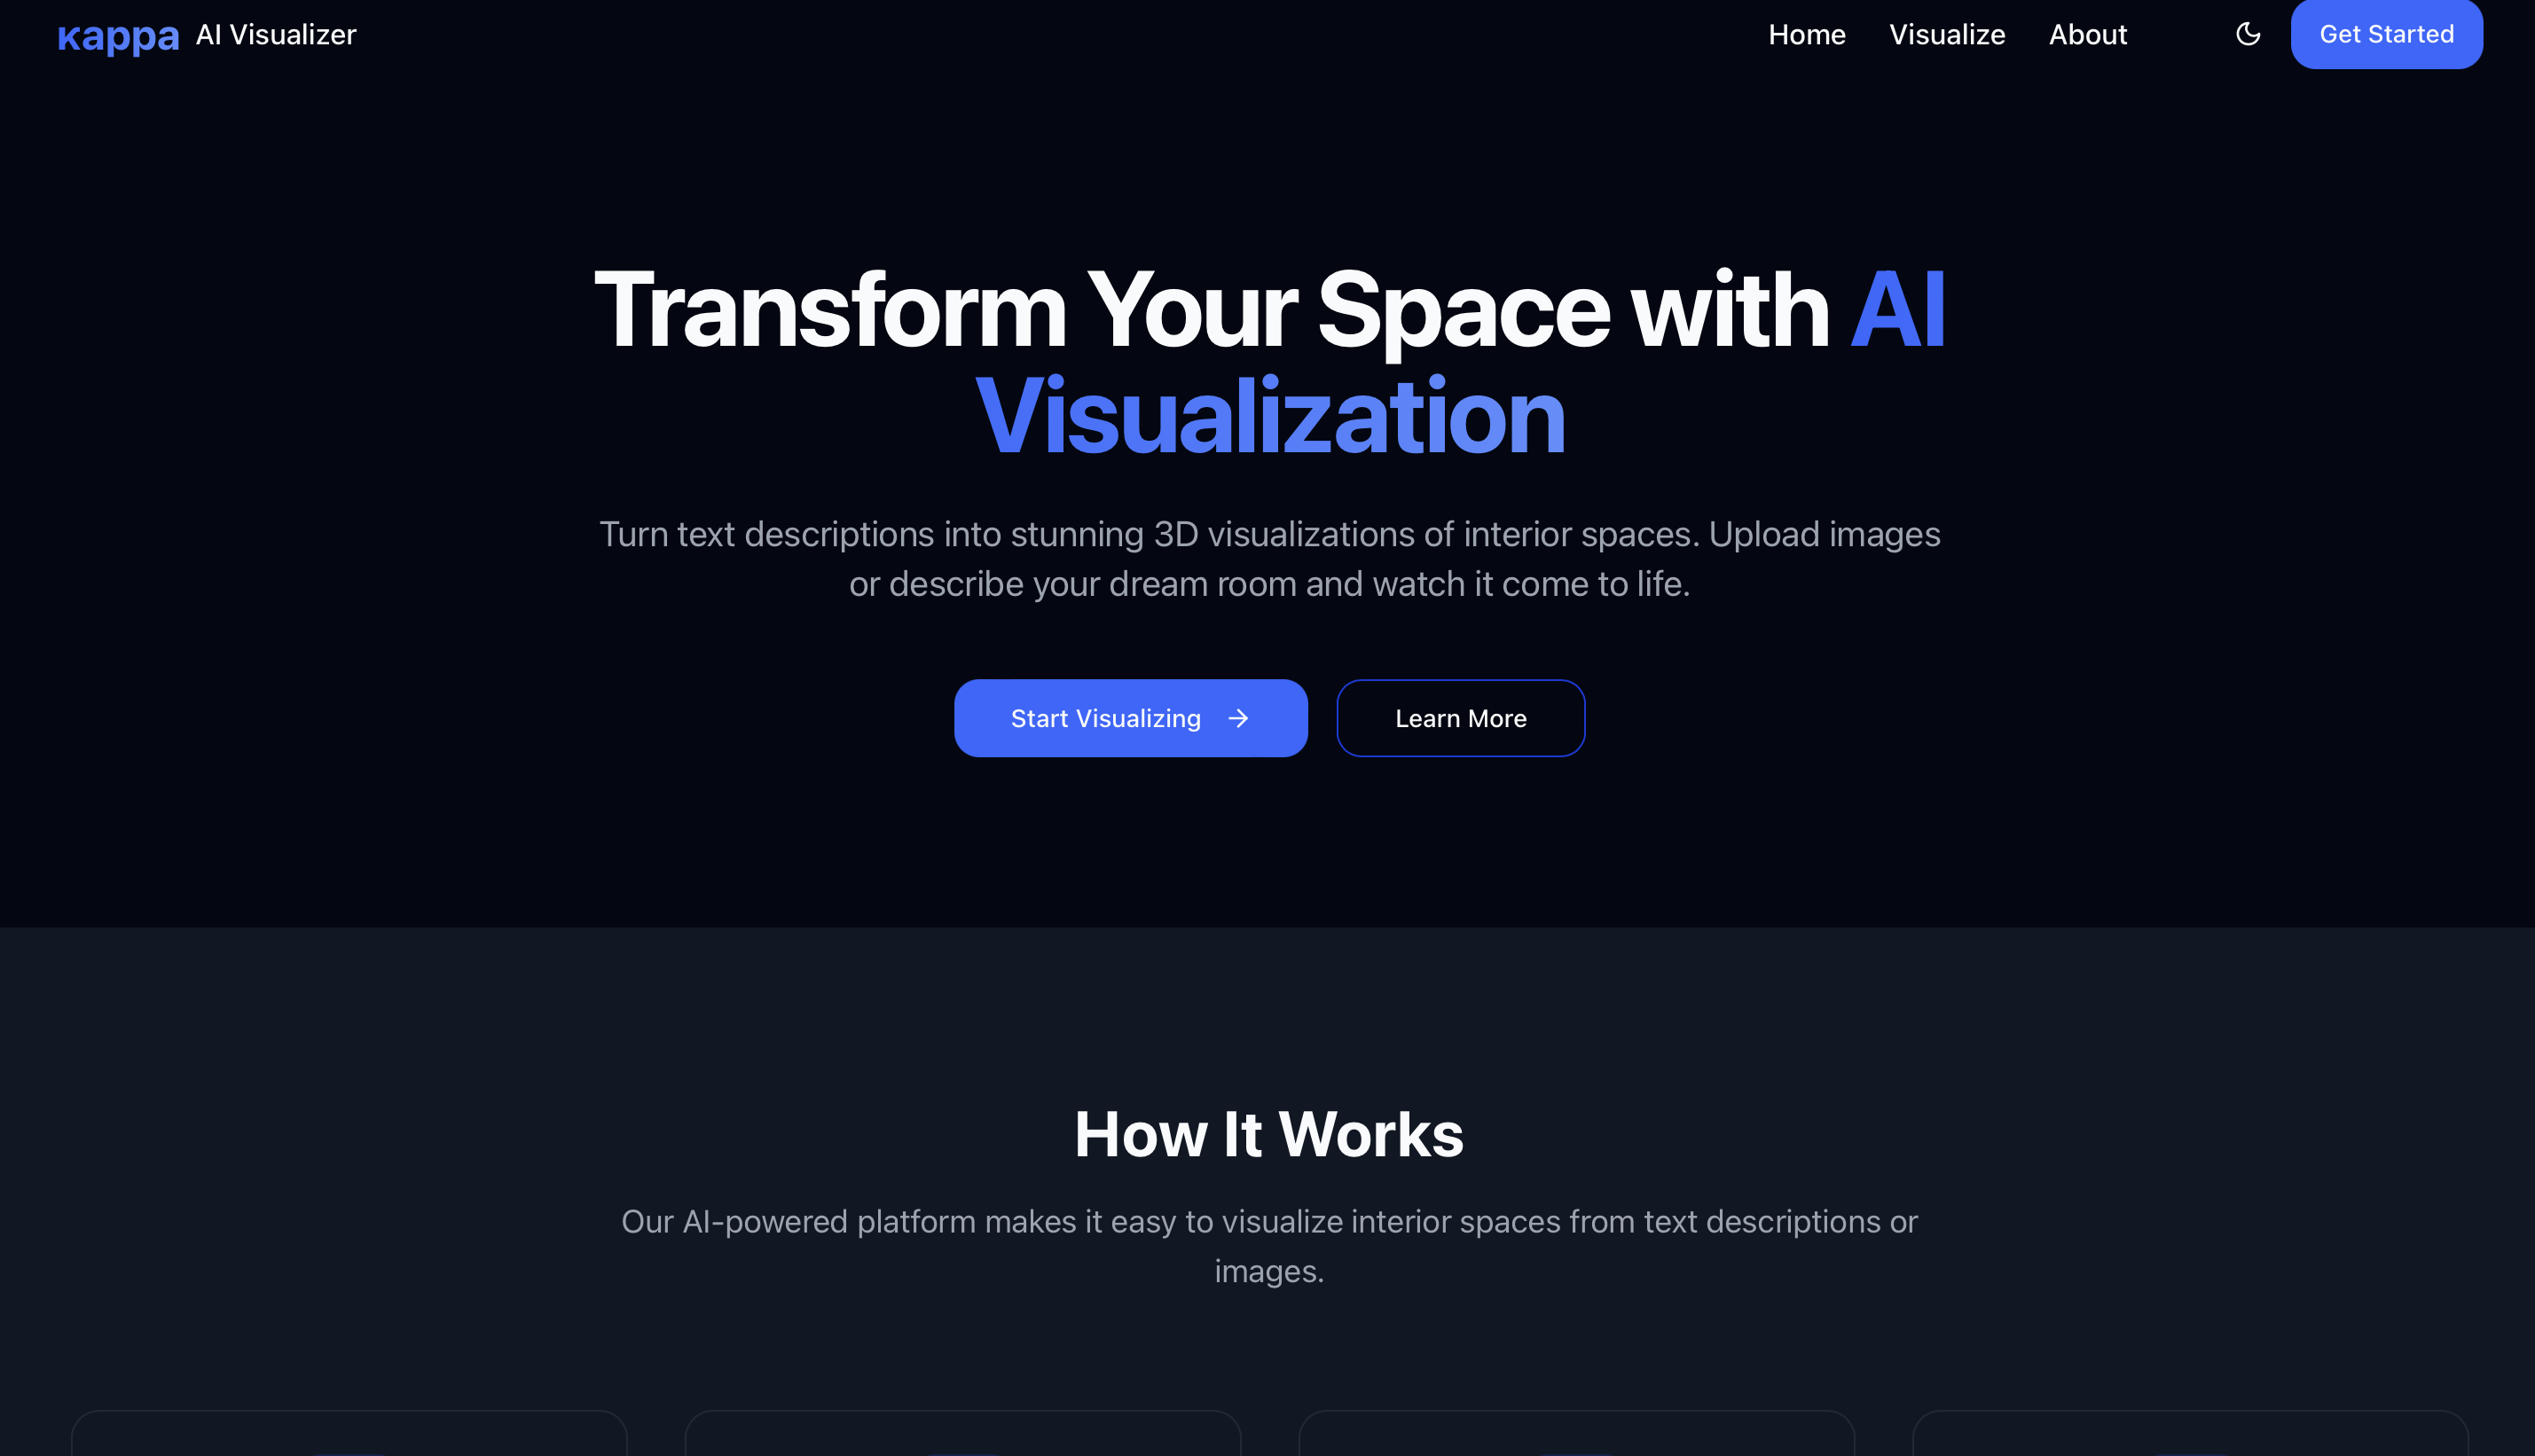 кappa AI Visualizer
Home Visualize About Get Started
Transform Your Space with AI
Visualization
Turn text descriptions into stunning 3D visualizations of interior spaces. Upload images
or describe your dream room and watch it come to life.
Start Visualizing → Learn More
How It Works
Our AI-powered platform makes it easy to visualize interior spaces from text descriptions or
images.